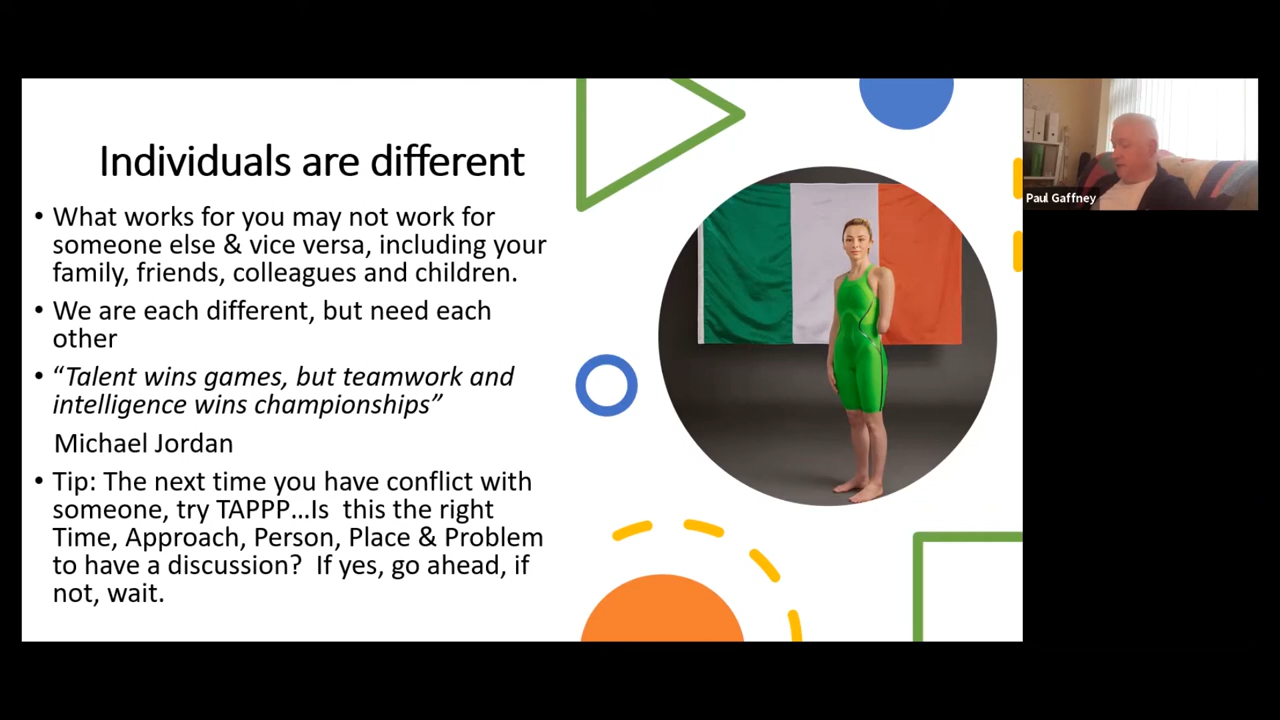 Individuals are different
• What works for you may not work for
someone else & vice versa, including your
family, friends, colleagues and children.
• We are each different, but need each
other
• “Talent wins games, but teamwork and
intelligence wins championships”
Michael Jordan
• Tip: The next time you have conflict with
someone, try TAPPP...Is this the right
Time, Approach, Person, Place & Problem
to have a discussion? If yes, go ahead, if
not, wait.
Paul Gaffney